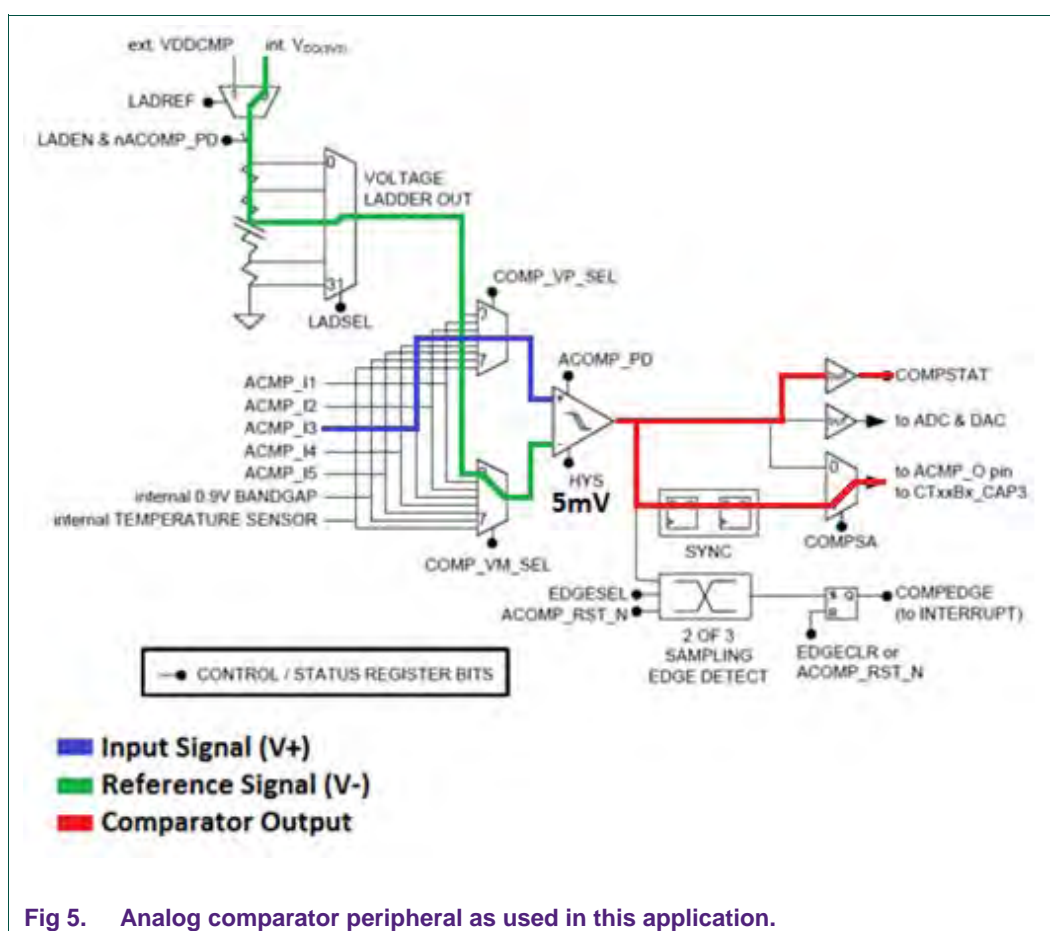 ext. VDDCMP int. VDD(3V3)
LADREF
LADEN & nACOMP_PD
0
VOLTAGE
LADDER OUT
31
LADSEL
COMP_VP_SEL
0
7
ACMP_I1
ACMP_I2
ACMP_I3
ACMP_I4
ACMP_I5
internal 0.9V BANDGAP
internal TEMPERATURE SENSOR
ACOMP_PD
+
-
HYS
5mV
7
COMP_VM_SEL
COMPSTAT
to ADC & DAC
0
to ACMP_O pin
to CTxxBx_CAP3
SYNC
COMPSA
EDGESEL
ACOMP_RST_N
2 OF 3
SAMPLING
EDGE DETECT
S Q
R
COMPEDGE
(to INTERRUPT)
EDGECLR or
ACOMP_RST_N
CONTROL / STATUS REGISTER BITS
Input Signal (V+)
Reference Signal (V-)
Comparator Output
Fig 5. Analog comparator peripheral as used in this application.